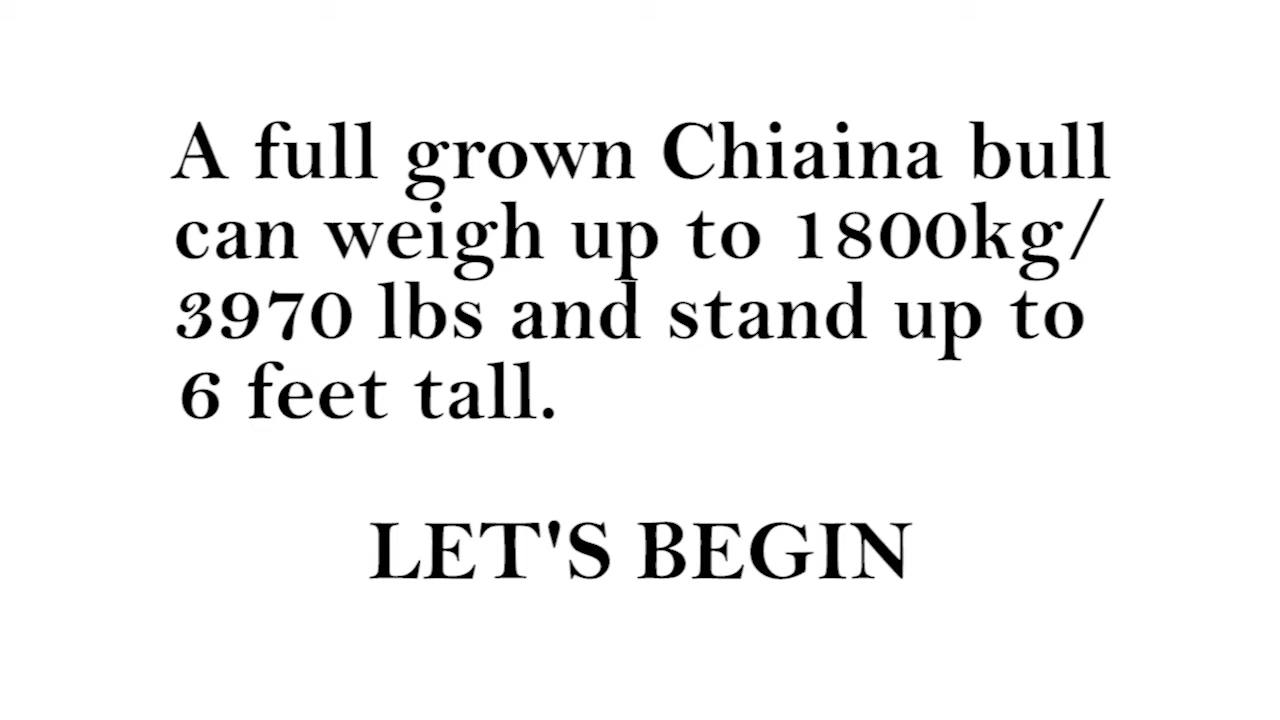 A full grown Chiaina bull
can weigh up to 1800kg/
3970 lbs and stand up to
6 feet tall.
LET'S BEGIN